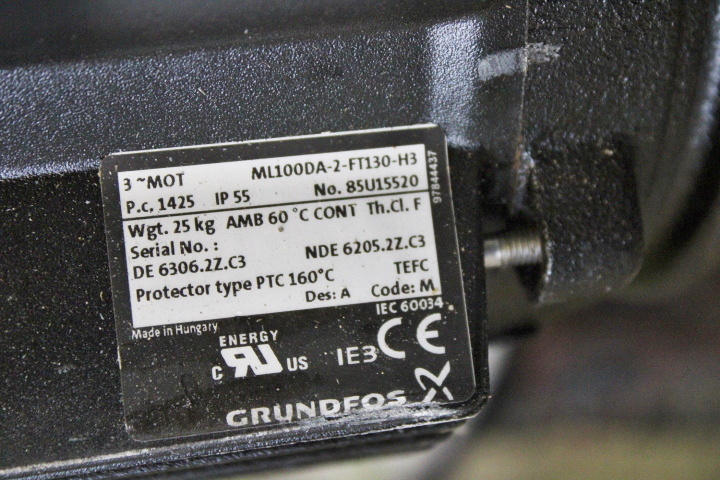 3 ~MOT ML100DA-2-FT130-H3
P.c. 1425 IP 55 No. 85U15520
Wgt. 25 kg AMB 60 °C CONT Th.Cl. F
Serial No. :
DE 6306.2Z.C3 NDE 6205.2Z.C3
Protector type PTC 160°C TEFC
Des: A Code: M
97844437
IEC 60034
Made in Hungary
ENERGY
C RU US IE3 CE
GRUNDFOS